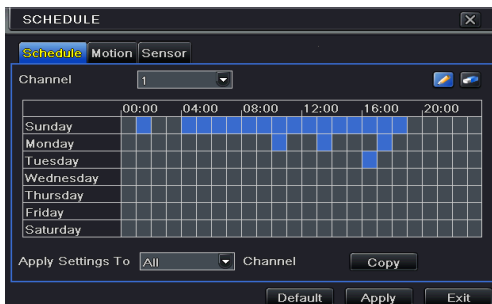 SCHEDULE
Schedule Motion Sensor
Channel 1
00:00 04:00 08:00 12:00 16:00 20:00
Sunday
Monday
Tuesday
Wednesday
Thursday
Friday
Saturday
Apply Settings To All Channel Copy
Default Apply Exit